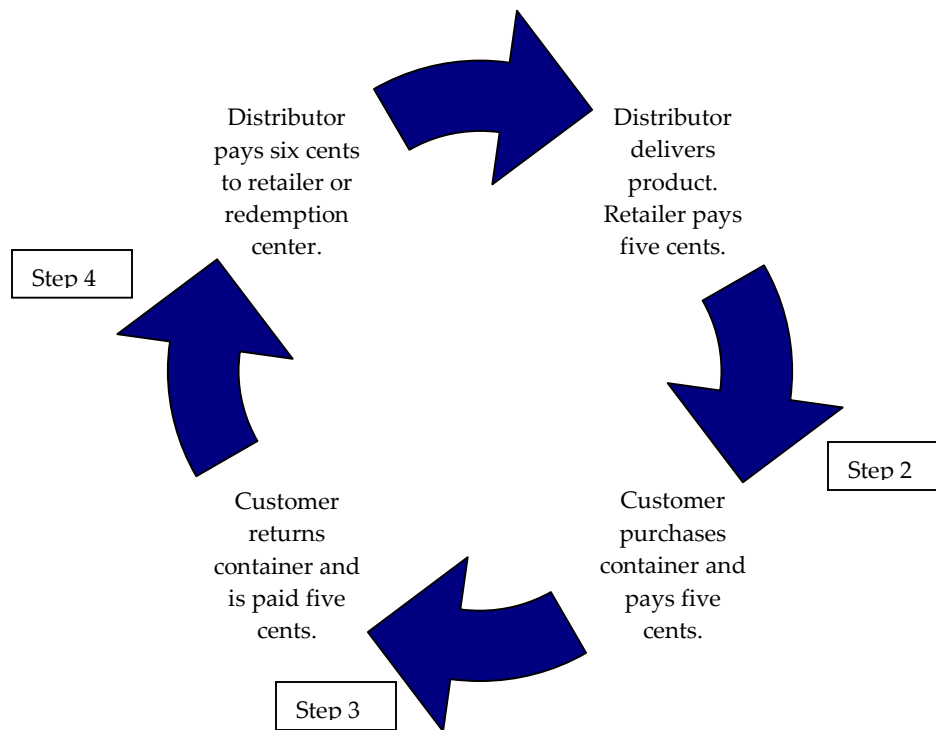 Distributor
pays six cents
to retailer or
redemption
center.
Distributor
delivers
product.
Retailer pays
five cents.
Step 4
Step 2
Customer
returns
container and
is paid five
cents.
Customer
purchases
container and
pays five
cents.
Step 3